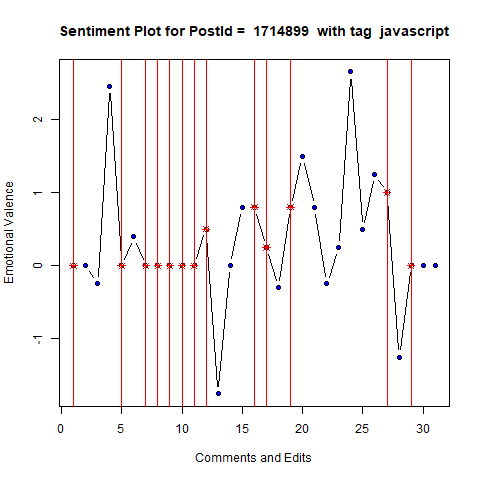 Sentiment Plot for PostId =  1714899  with tag  javascript
Emotional Valence
2
1
0
-1
0 5 10 15 20 25 30
Comments and Edits